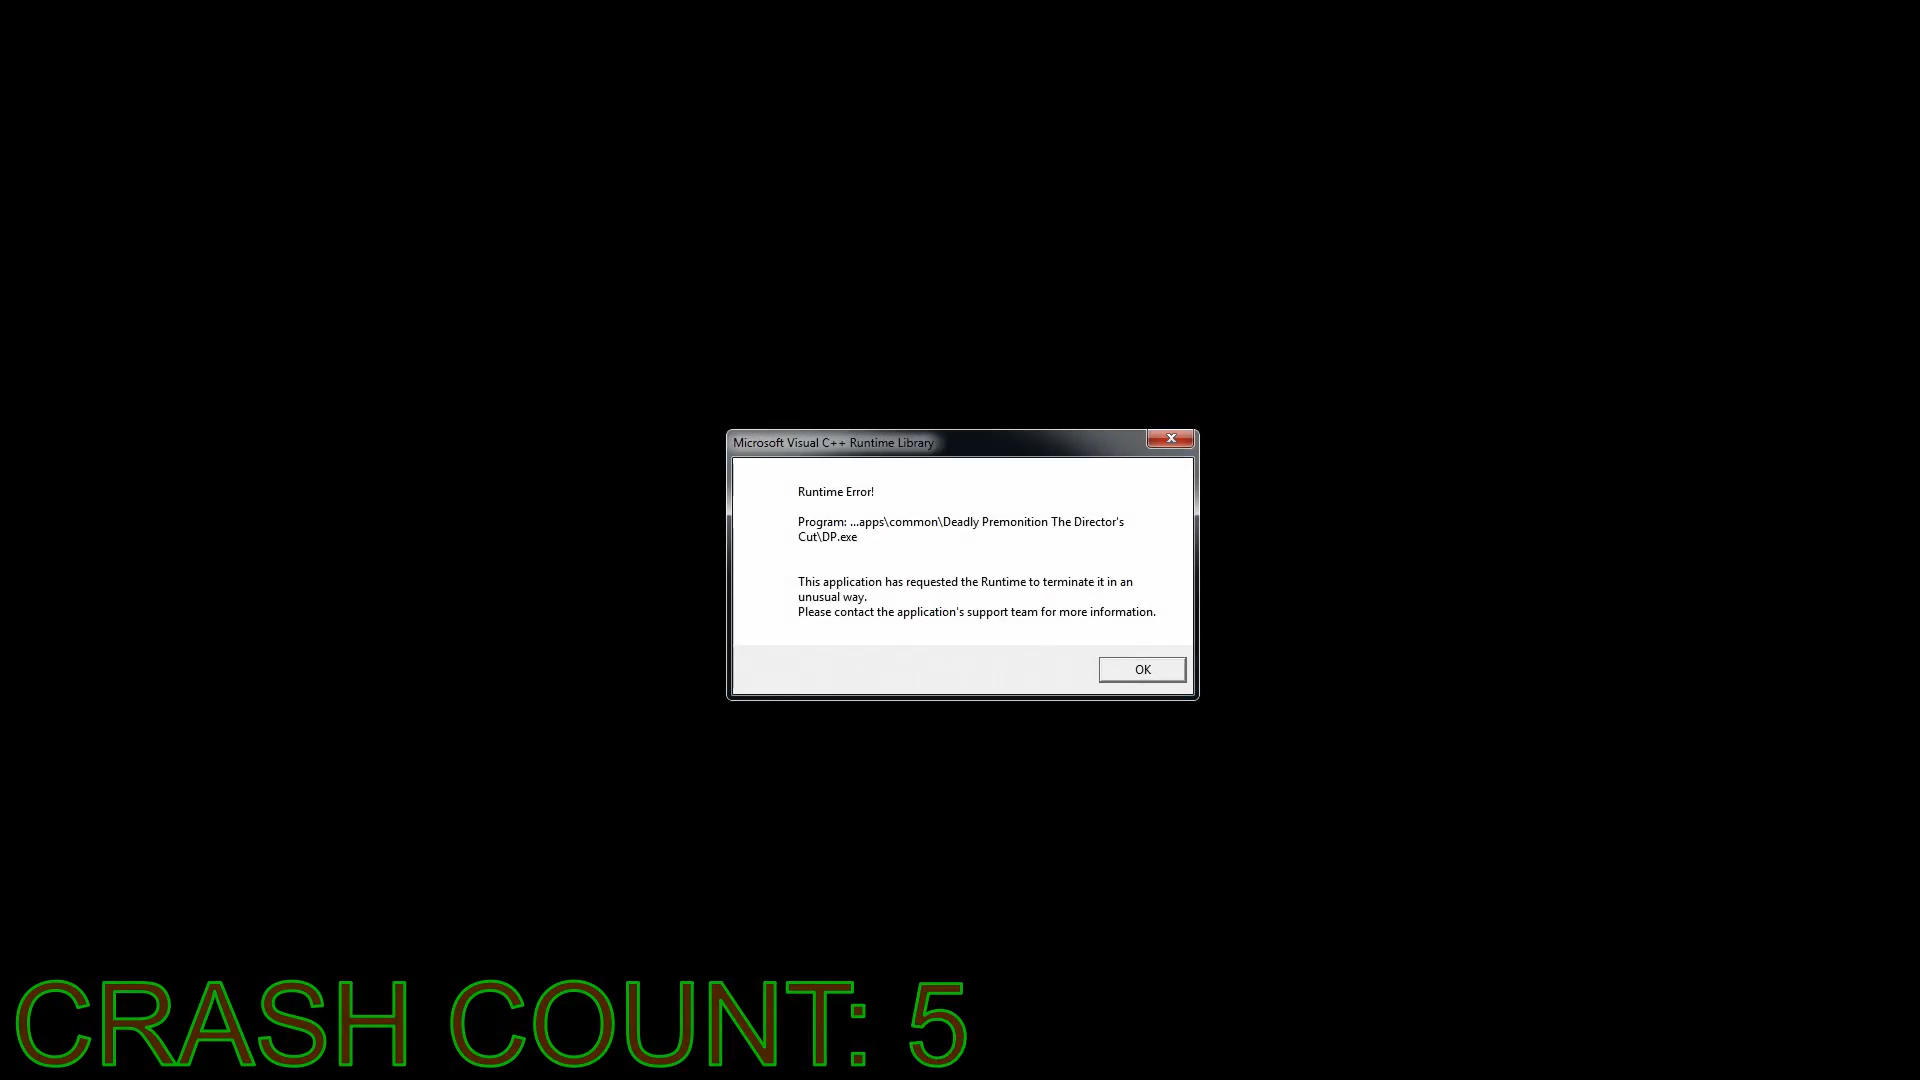 Microsoft Visual C++ Runtime Library
Runtime Error!
Program: ...apps\common\Deadly Premonition The Director's
Cut\DP.exe
This application has requested the Runtime to terminate it in an
unusual way.
Please contact the application's support team for more information.
OK
CRASH COUNT: 5